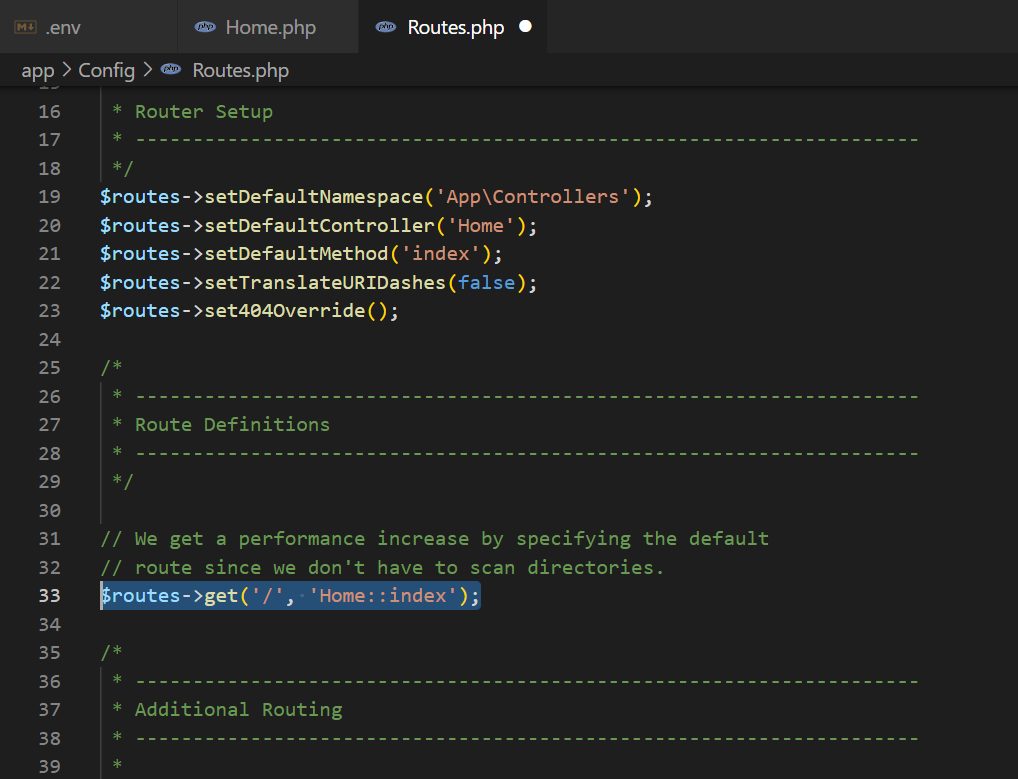 .env
Home.php
Routes.php
app > Config > Routes.php
16 * Router Setup
17 * --------------------------------------------------------------------
18 */
19 $routes->setDefaultNamespace('App\Controllers');
20 $routes->setDefaultController('Home');
21 $routes->setDefaultMethod('index');
22 $routes->setTranslateURIDashes(false);
23 $routes->set404Override();
24
25 /*
26 * --------------------------------------------------------------------
27 * Route Definitions
28 * --------------------------------------------------------------------
29 */
30
31 // We get a performance increase by specifying the default
32 // route since we don't have to scan directories.
33 $routes->get('/', 'Home::index');
34
35 /*
36 * --------------------------------------------------------------------
37 * Additional Routing
38 * --------------------------------------------------------------------
39 *